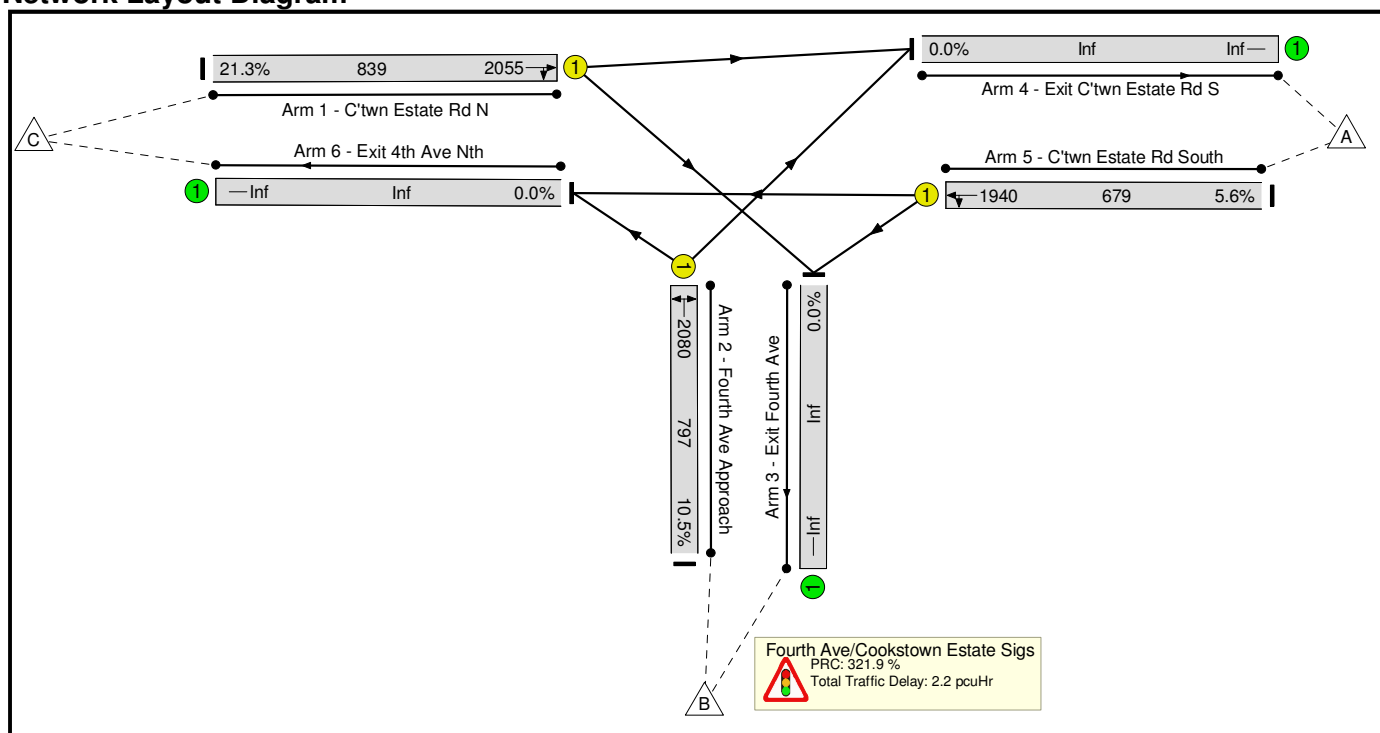 Network Layout Diagram
21.3% 839 2055 1
Arm 1 - C'twn Estate Rd N
0.0% Inf Inf 1
Arm 4 - Exit C'twn Estate Rd S
C
A
Arm 6 - Exit 4th Ave Nth
1 Inf Inf 0.0%
Arm 5 - C'twn Estate Rd South
1 1940 679 5.6%
1
2080 797 10.5%
Arm 2 - Fourth Ave Approach
Arm 3 - Exit Fourth Ave
0.0% Inf Inf
1
B
Fourth Ave/Cookstown Estate Sigs
PRC: 321.9 %
Total Traffic Delay: 2.2 pcuHr